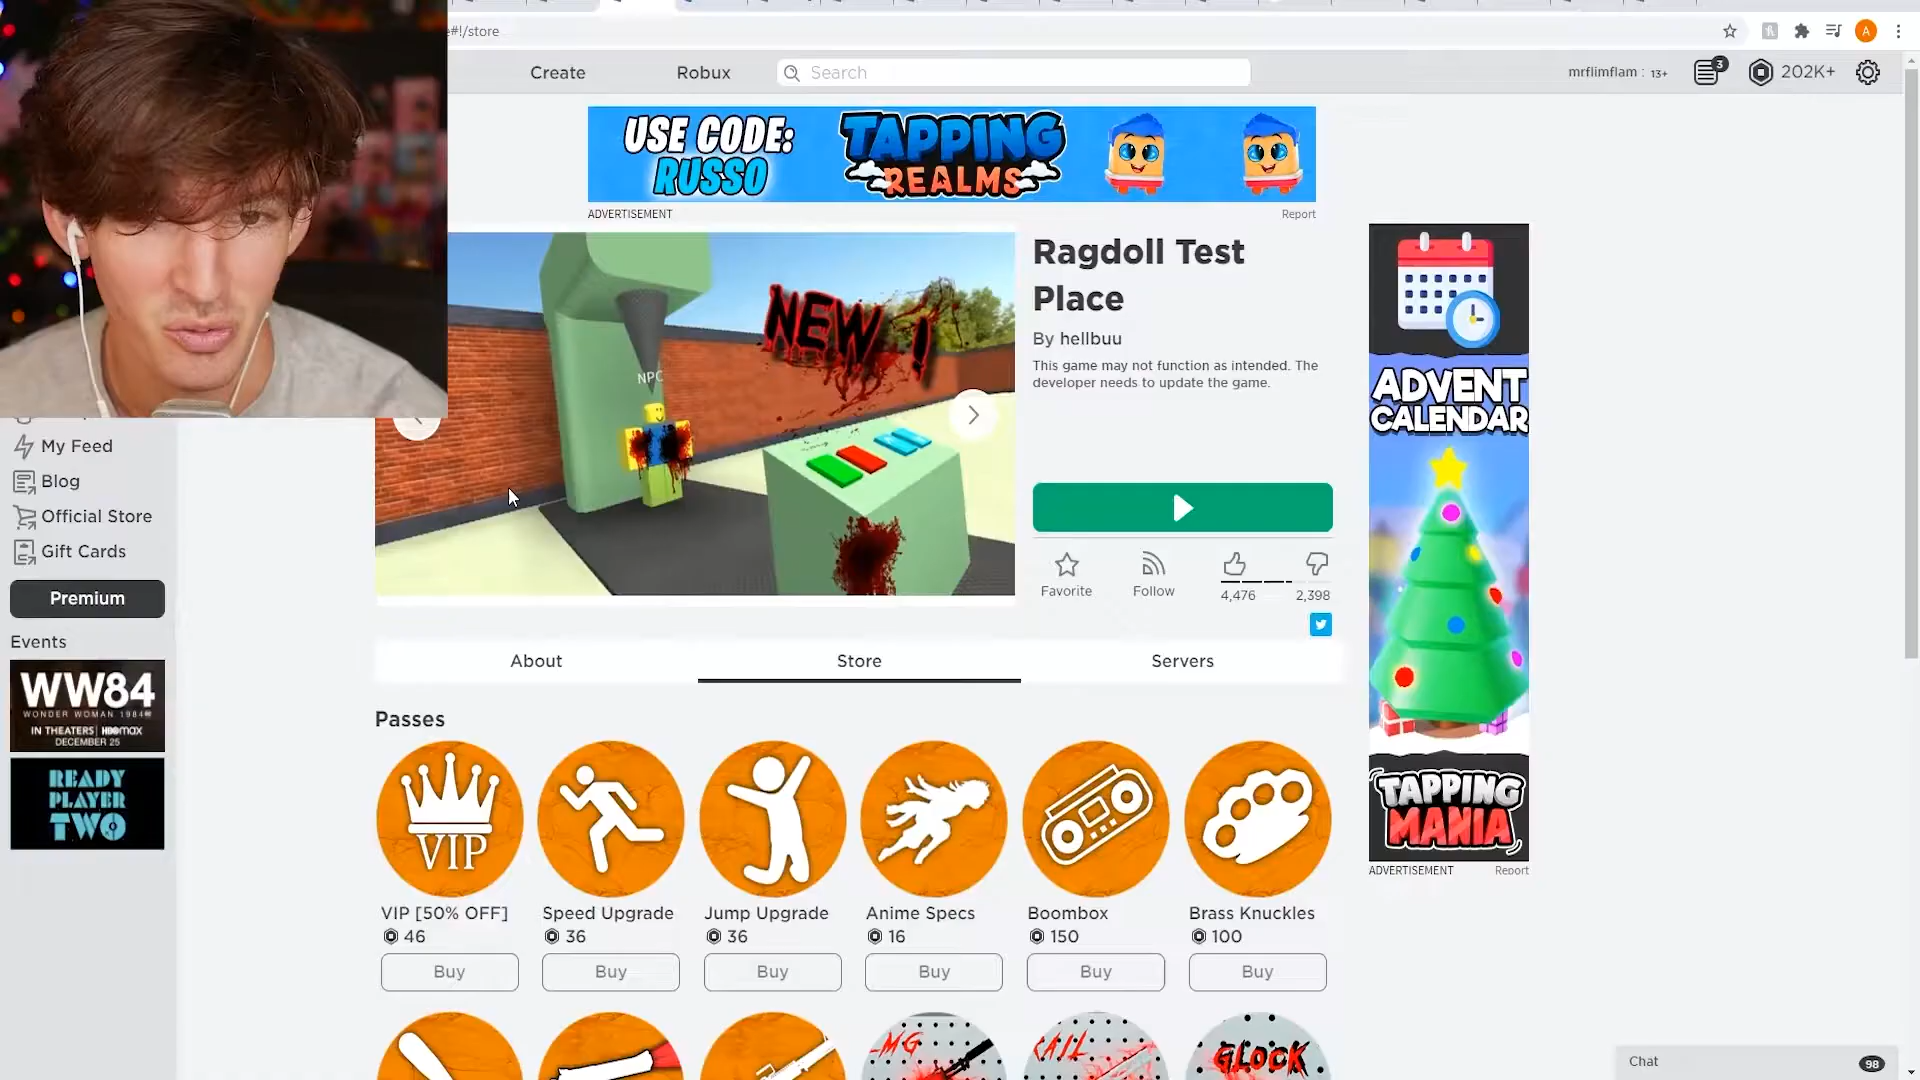 e#!/store
A
Create
Robux
Search
mrflimflam : 13+
3
202K+
USE CODE:
RUSSO
TAPPING
REALMS
ADVERTISEMENT
Report
NEW !
NPC
Ragdoll Test
Place
By hellbuu
This game may not function as intended. The
developer needs to update the game.
Favorite
Follow
4,476
2,398
ADVENT
CALENDAR
TAPPING
MANIA
ADVERTISEMENT
Report
My Feed
Blog
Official Store
Gift Cards
Premium
Events
WW84
WONDER WOMAN 1984
IN THEATERS HBOmax
DECEMBER 25
READY
PLAYER
TWO
About
Store
Servers
Passes
VIP
VIP [50% OFF]
46
Buy
Speed Upgrade
36
Buy
Jump Upgrade
36
Buy
Anime Specs
16
Buy
Boombox
150
Buy
Brass Knuckles
100
Buy
GLOCK
Chat
98